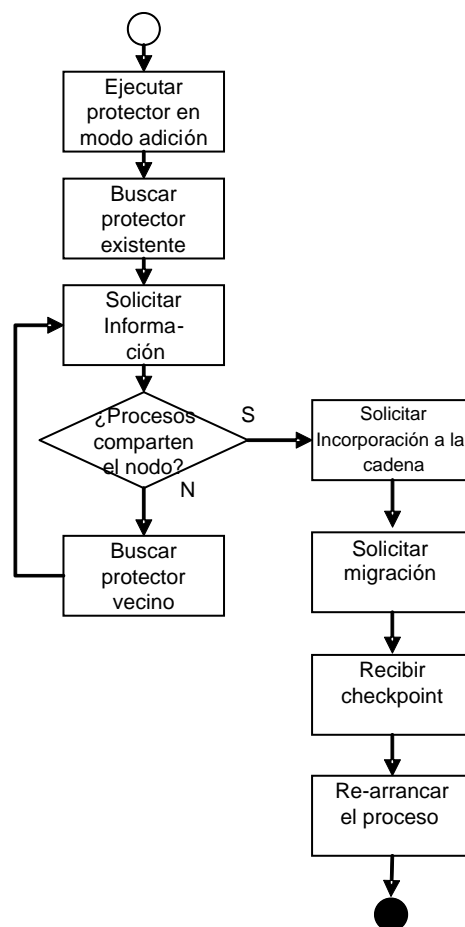 Ejecutar
protector en
modo adición
Buscar
protector
existente
Solicitar
Informa-
ción
¿Procesos
comparten
el nodo?
S
N
Buscar
protector
vecino
Solicitar
Incorporación a la
cadena
Solicitar
migración
Recibir
checkpoint
Re-arrancar
el proceso